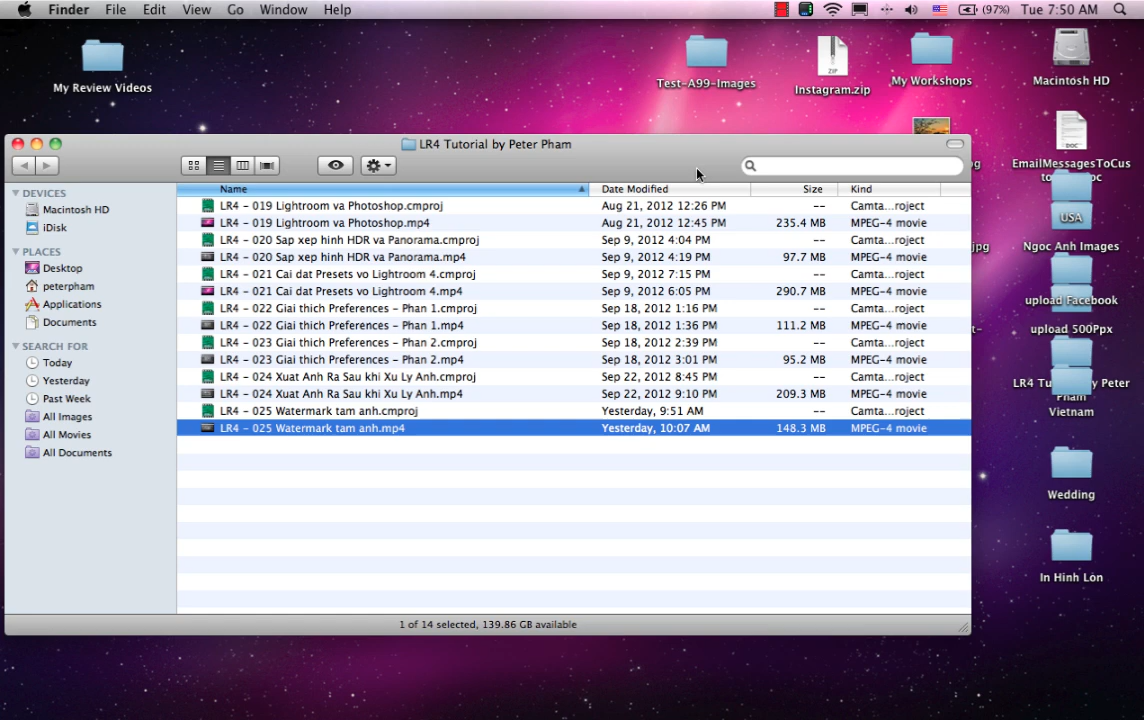 Finder File Edit View Go Window Help (97%) Tue 7:50 AM
My Review Videos
Test-A99-Images
Instagram.zip
ZIP
My Workshops
Macintosh HD
DOC
EmailMessagesToCus
USA
Ngoc Anh Images
upload Facebook
upload 500Ppx
Vietnam
Wedding
In Hinh Lon
LR4 Tutorial by Peter Pham
DEVICES
Macintosh HD
iDisk
PLACES
Desktop
peterpham
Applications
Documents
SEARCH FOR
Today
Yesterday
Past Week
All Images
All Movies
All Documents
Name Date Modified Size Kind
LR4 - 019 Lightroom va Photoshop.cmproj Aug 21, 2012 12:26 PM -- Camta...roject
LR4 - 019 Lightroom va Photoshop.mp4 Aug 21, 2012 12:45 PM 235.4 MB MPEG-4 movie
LR4 - 020 Sap xep hinh HDR va Panorama.cmproj Sep 9, 2012 4:04 PM -- Camta...roject
LR4 - 020 Sap xep hinh HDR va Panorama.mp4 Sep 9, 2012 4:19 PM 97.7 MB MPEG-4 movie
LR4 - 021 Cai dat Presets vo Lightroom 4.cmproj Sep 9, 2012 7:15 PM -- Camta...roject
LR4 - 021 Cai dat Presets vo Lightroom 4.mp4 Sep 9, 2012 6:05 PM 290.7 MB MPEG-4 movie
LR4 - 022 Giai thich Preferences - Phan 1.cmproj Sep 18, 2012 1:16 PM -- Camta...roject
LR4 - 022 Giai thich Preferences - Phan 1.mp4 Sep 18, 2012 1:36 PM 111.2 MB MPEG-4 movie
LR4 - 023 Giai thich Preferences - Phan 2.cmproj Sep 18, 2012 2:39 PM -- Camta...roject
LR4 - 023 Giai thich Preferences - Phan 2.mp4 Sep 18, 2012 3:01 PM 95.2 MB MPEG-4 movie
LR4 - 024 Xuat Anh Ra Sau khi Xu Ly Anh.cmproj Sep 22, 2012 8:45 PM -- Camta...roject
LR4 - 024 Xuat Anh Ra Sau khi Xu Ly Anh.mp4 Sep 22, 2012 9:10 PM 209.3 MB MPEG-4 movie
LR4 - 025 Watermark tam anh.cmproj Yesterday, 9:51 AM -- Camta...roject
LR4 - 025 Watermark tam anh.mp4 Yesterday, 10:07 AM 148.3 MB MPEG-4 movie
1 of 14 selected, 139.86 GB available